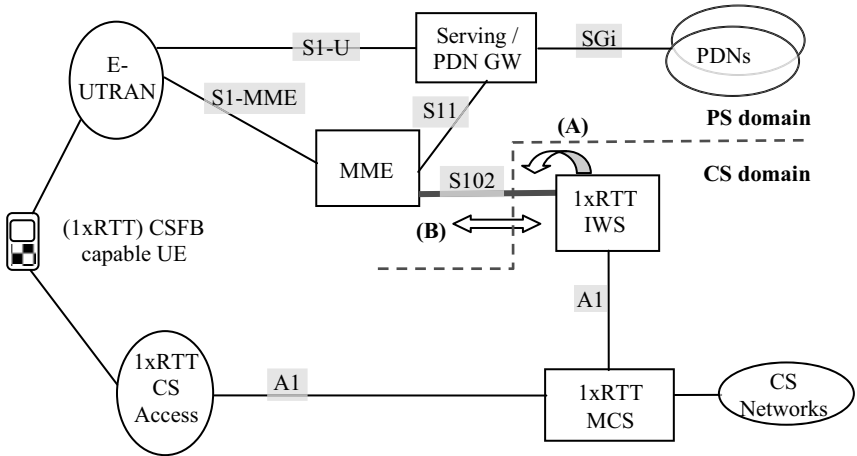 S1-U
Serving /
PDN GW
SGi
PDNs
E-
UTRAN
S1-MME
S11
PS domain
(A)
MME
S102
CS domain
1xRTT
IWS
(B)
(1xRTT) CSFB
capable UE
A1
1xRTT
CS
Access
A1
1xRTT
MCS
CS
Networks